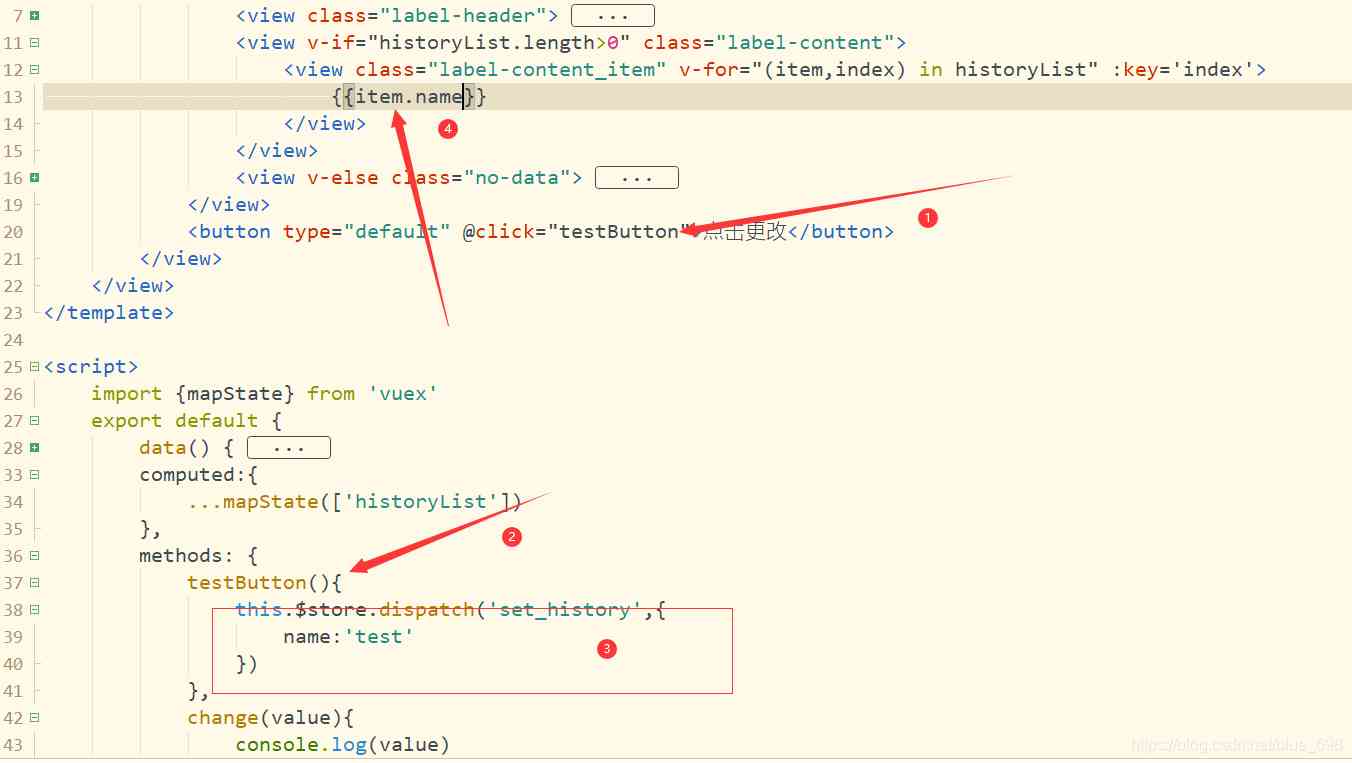 7 <view class="label-header"> ...
11 <view v-if="historyList.length>0" class="label-content">
12 <view class="label-content_item" v-for="(item,index) in historyList" :key='index'>
13 {{item.name}}
④
14 </view>
15 </view>
16 <view v-else class="no-data"> ...
19 </view>
①
20 <button type="default" @click="testButton">点击更改</button>
21 </view>
22 </view>
23 </template>
24
25 <script>
26 import {mapState} from 'vuex'
27 export default {
28 data() { ...
33 computed:{
34 ...mapState(['historyList'])
35 },
②
36 methods: {
37 testButton(){
38 this.$store.dispatch('set_history',{
39 name:'test'
③
40 })
41 },
42 change(value){
43 console.log(value)